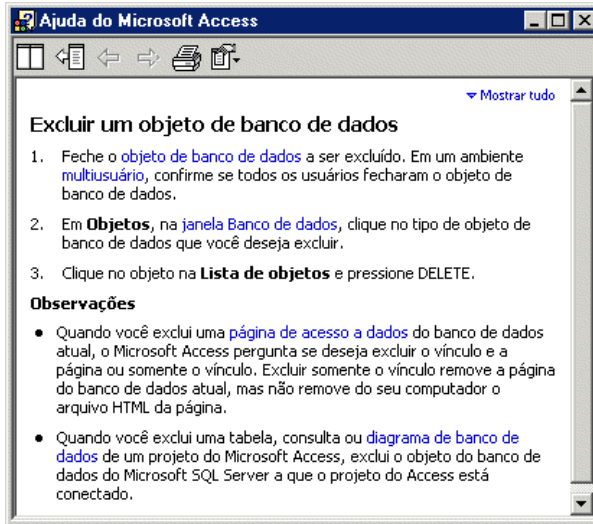 Ajuda do Microsoft Access
Mostrar tudo
Excluir um objeto de banco de dados
1. Feche o objeto de banco de dados a ser excluído. Em um ambiente
multiusuário, confirme se todos os usuários fecharam o objeto de
banco de dados.
2. Em Objetos, na janela Banco de dados, clique no tipo de objeto de
banco de dados que você deseja excluir.
3. Clique no objeto na Lista de objetos e pressione DELETE.
Observações
• Quando você exclui uma página de acesso a dados do banco de dados
atual, o Microsoft Access pergunta se deseja excluir o vínculo e a
página ou somente o vínculo. Excluir somente o vínculo remove a página
do banco de dados atual, mas não remove do seu computador o
arquivo HTML da página.
• Quando você exclui uma tabela, consulta ou diagrama de banco de
dados de um projeto do Microsoft Access, exclui o objeto do banco de
dados do Microsoft SQL Server a que o projeto do Access está
conectado.